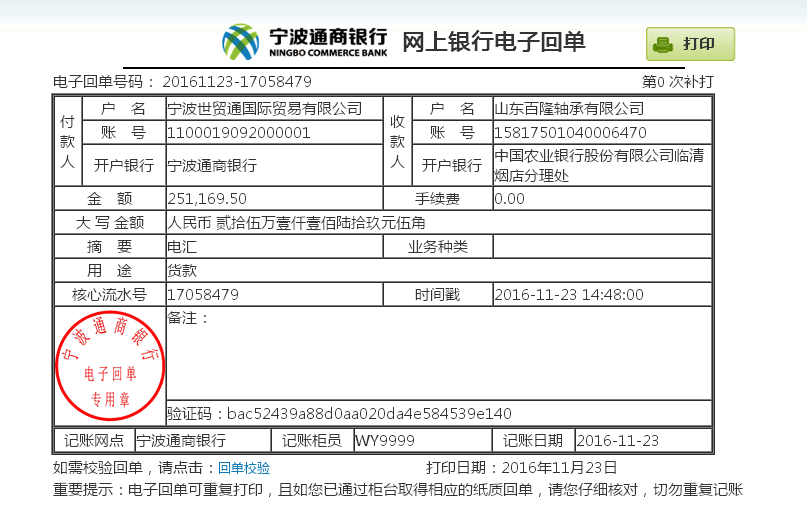 宁波通商银行
NINGBO COMMERCE BANK
网上银行电子回单
打印
电子回单号码： 20161123-17058479
第0 次补打
付款人
户 名 宁波世贸通国际贸易有限公司
账 号 1100019092000001
开户银行 宁波通商银行
收款人
户 名 山东百隆轴承有限公司
账 号 15817501040006470
开户银行 中国农业银行股份有限公司临清
烟店分理处
金 额 251,169.50 手续费 0.00
大 写 金额 人民币 贰拾伍万壹仟壹佰陆拾玖元伍角
摘 要 电汇 业务种类
用 途 货款
核心流水号 17058479 时间戳 2016-11-23 14:48:00
宁波通商银行
电子回单
专用章
备注：
验证码：bac52439a88d0aa020da4e584539e140
记账网点 宁波通商银行 记账柜员 WY9999 记账日期 2016-11-23
如需校验回单，请点击：回单校验 打印日期：2016年11月23日
重要提示：电子回单可重复打印，且如您已通过柜台取得相应的纸质回单，请您仔细核对，切勿重复记账